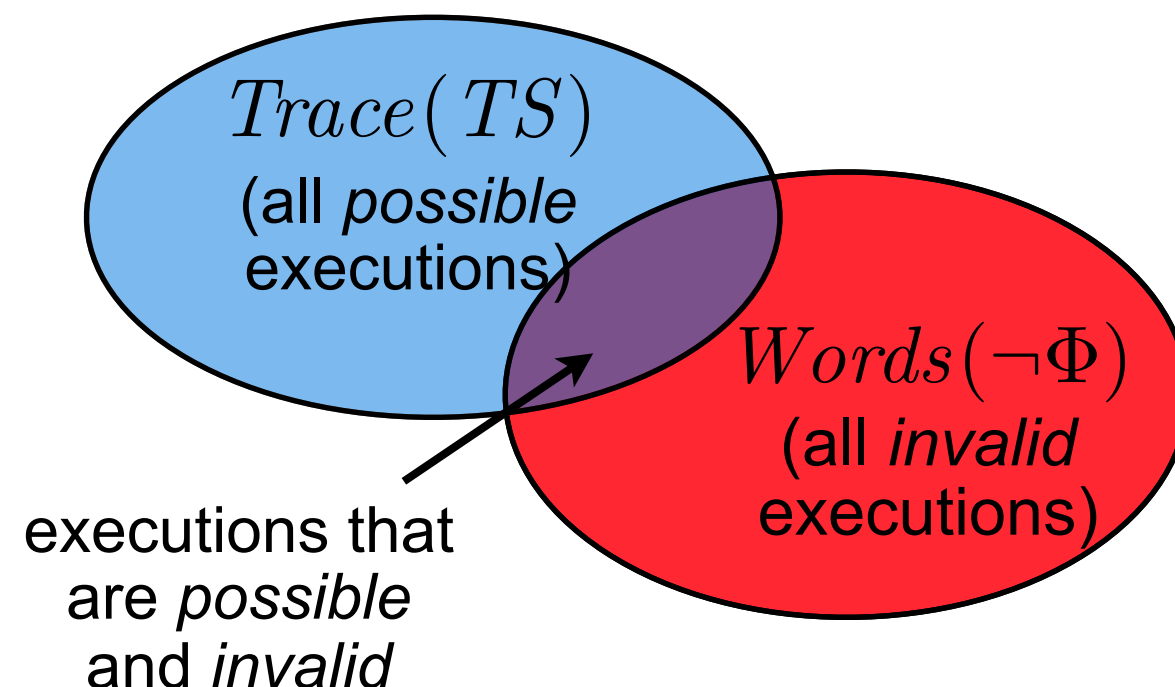 Trace(TS)
(all possible
executions)
Words(¬Φ)
(all invalid
executions)
executions that
are possible
and invalid